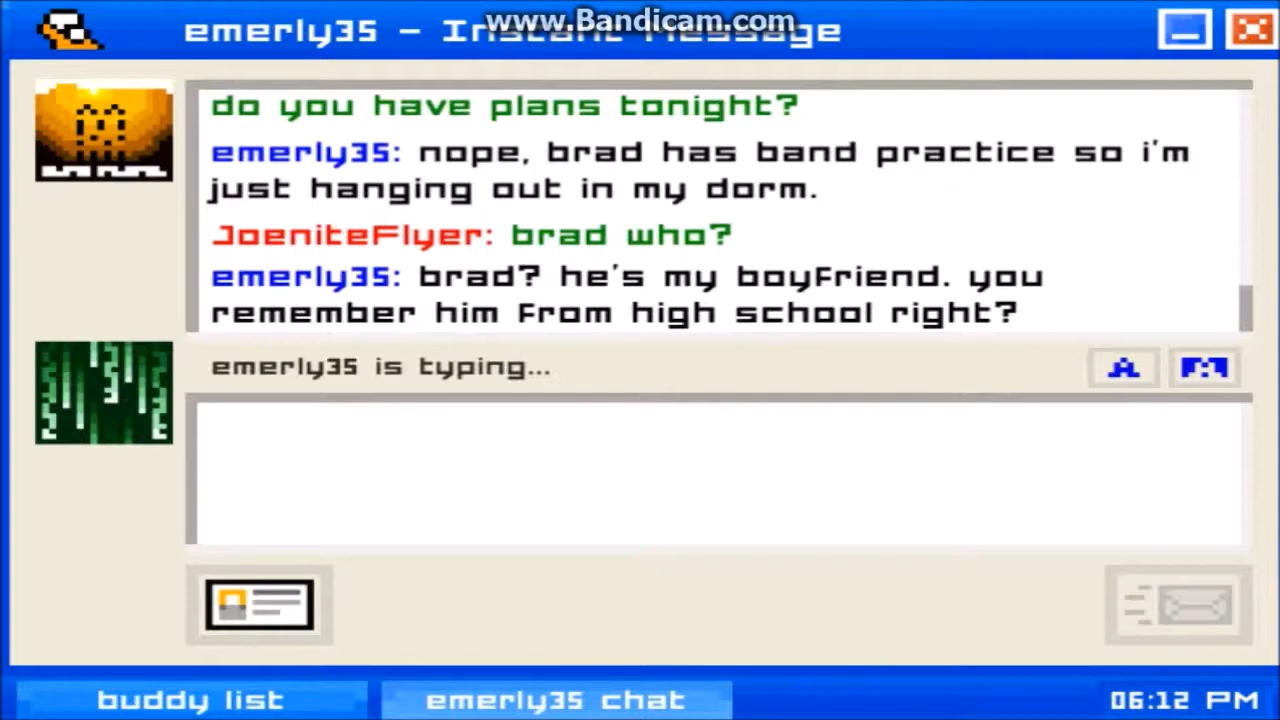 www.Bandicam.com
emerly35 - Instant Message
do you have plans tonight?
emerly35: nope, brad has band practice so i'm
just hanging out in my dorm.
JoeniteFlyer: brad who?
emerly35: brad? he's my boyfriend. you
remember him from high school right?
emerly35 is typing...
A
buddy list
emerly35 chat
06:12 PM